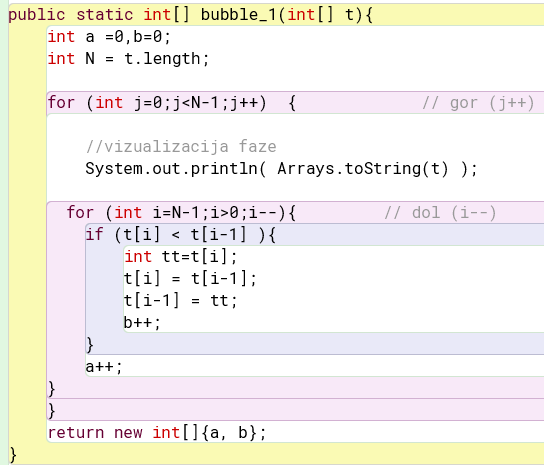 public static int[] bubble_1(int[] t){
int a =0,b=0;
int N = t.length;
for (int j=0;j<N-1;j++)  {             // gor (j++)
//vizualizacija faze
System.out.println( Arrays.toString(t) );
for (int i=N-1;i>0;i--){         // dol (i--)
if (t[i] < t[i-1] ){
int tt=t[i];
t[i] = t[i-1];
t[i-1] = tt;
b++;
}
a++;
}
}
return new int[]{a, b};
}